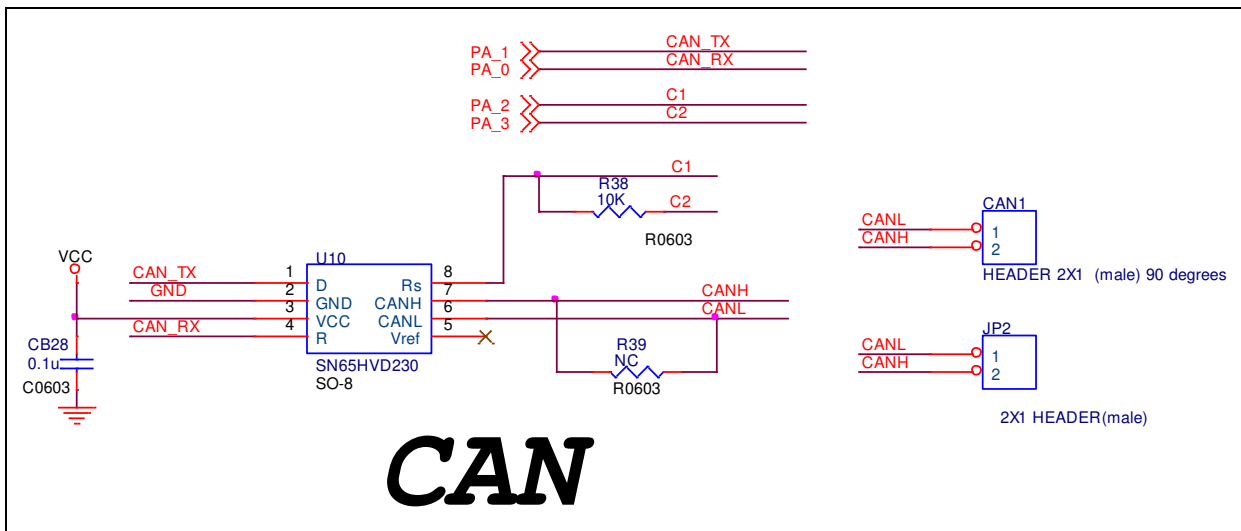 PA_1 CAN_TX
PA_0 CAN_RX
PA_2 C1
PA_3 C2
C1
R38
10K
C2
R0603
VCC
U10
CAN_TX 1 D Rs 8
GND 2 GND CANH 7 CANH
3 VCC CANL 6 CANL
CAN_RX 4 R Vref 5
SN65HVD230
SO-8
CB28
0.1u
C0603
R39
NC
R0603
CAN1
CANL 1
CANH 2
HEADER 2X1 (male) 90 degrees
JP2
CANL 1
CANH 2
2X1 HEADER(male)
CAN